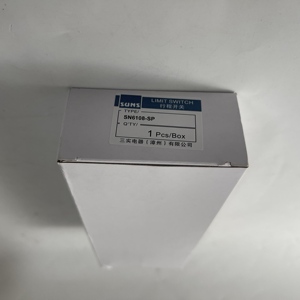 SUNS
LIMIT SWITCH
行程开关
TYPE/
SN6108-SP
Q'TY/
1 Pcs/Box
三实电器（漳州）有限公司